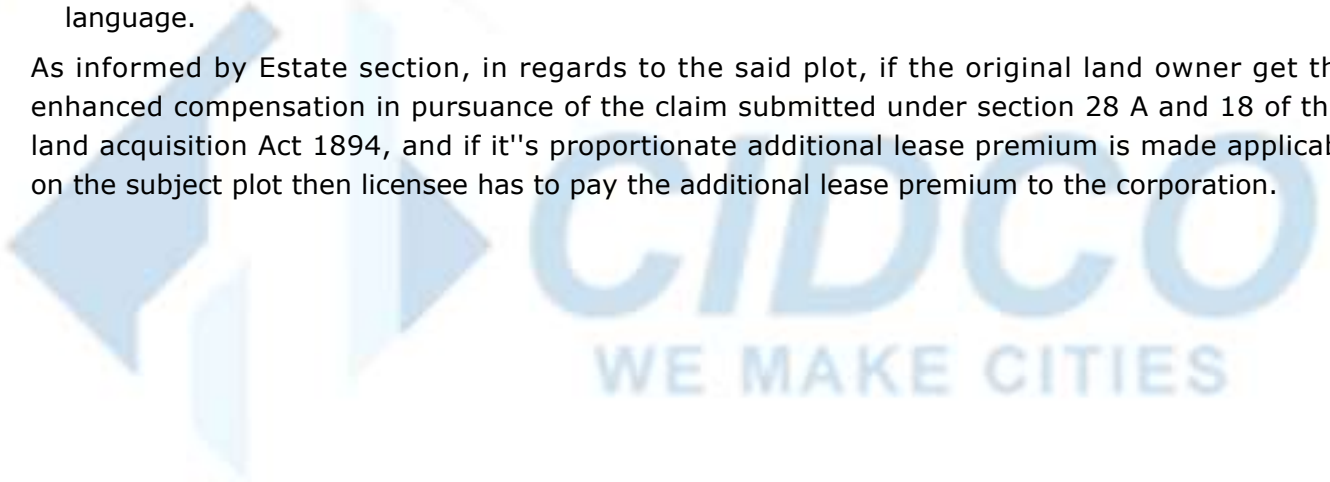 language.
As informed by Estate section, in regards to the said plot, if the original land owner get th
enhanced compensation in pursuance of the claim submitted under section 28 A and 18 of th
land acquisition Act 1894, and if it''s proportionate additional lease premium is made applicab
on the subject plot then licensee has to pay the additional lease premium to the corporation.
CIDCO
WE MAKE CITIES